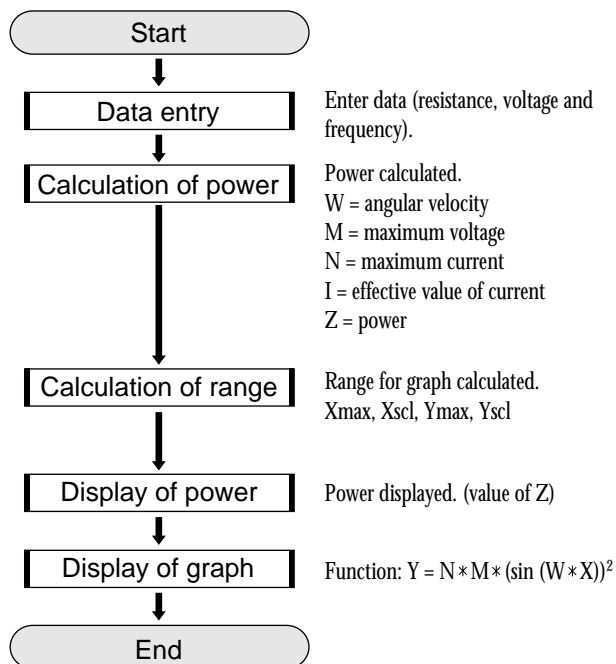 Start
Data entry
Enter data (resistance, voltage and
frequency).
Calculation of power
Power calculated.
W = angular velocity
M = maximum voltage
N = maximum current
I = effective value of current
Z = power
Calculation of range
Range for graph calculated.
Xmax, Xscl, Ymax, Yscl
Display of power
Power displayed. (value of Z)
Display of graph
Function: Y = N * M * (sin (W * X))²
End